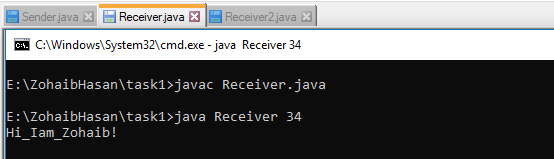 Sender.java Receiver.java Receiver2.java
C:\Windows\System32\cmd.exe - java Receiver 34
E:\ZohaibHasan\task1>javac Receiver.java
E:\ZohaibHasan\task1>java Receiver 34
Hi_Iam_Zohaib!